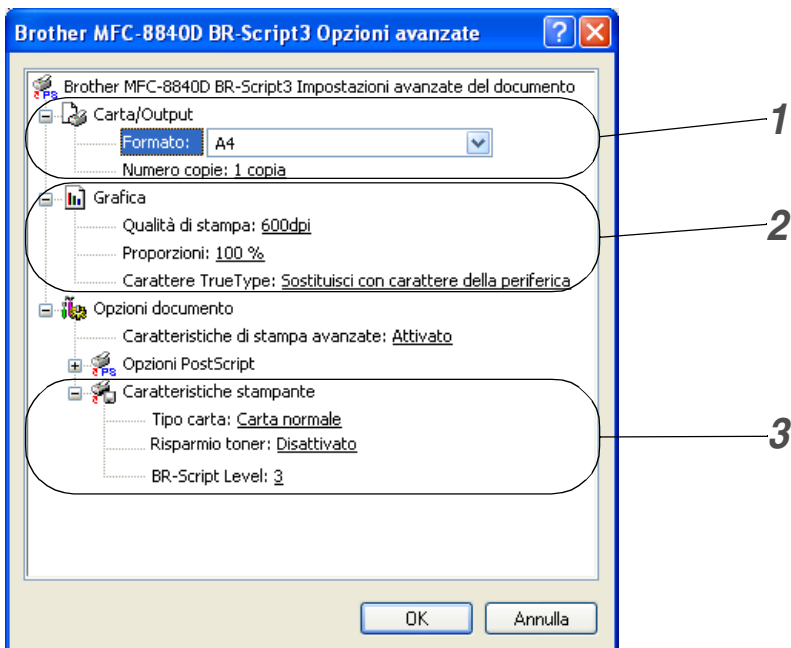 Brother MFC-8840D BR-Script3 Opzioni avanzate
Brother MFC-8840D BR-Script3 Impostazioni avanzate del documento
Carta/Output
Formato: A4
Numero copie: 1 copia
1
Grafica
Qualità di stampa: 600dpi
Proporzioni: 100 %
Carattere TrueType: Sostituisci con carattere della periferica
2
Opzioni documento
Caratteristiche di stampa avanzate: Attivato
PS Opzioni PostScript
Caratteristiche stampante
Tipo carta: Carta normale
Risparmio toner: Disattivato
BR-Script Level: 3
3
OK Annulla